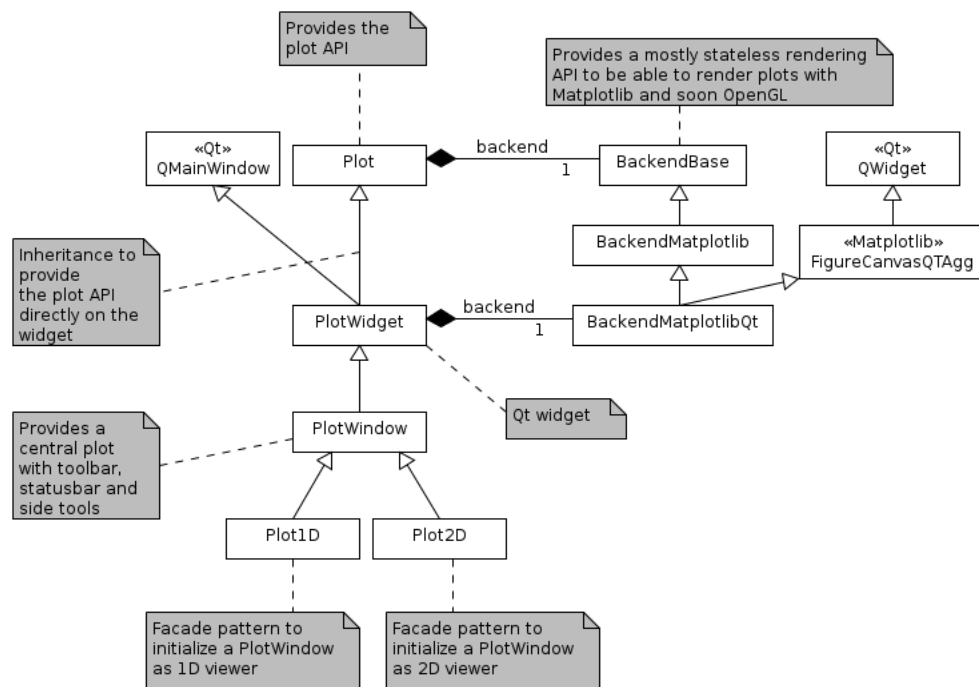 Provides the
plot API
Provides a mostly stateless rendering
API to be able to render plots with
Matplotlib and soon OpenGL
«Qt»
QMainWindow
Plot
backend
1
BackendBase
«Qt»
QWidget
BackendMatplotlib
«Matplotlib»
FigureCanvasQTAgg
Inheritance to
provide
the plot API
directly on the
widget
PlotWidget
backend
1
BackendMatplotlibQt
Qt widget
PlotWindow
Provides a
central plot
with toolbar,
statusbar and
side tools
Plot1D
Plot2D
Facade pattern to
initialize a PlotWindow
as 1D viewer
Facade pattern to
initialize a PlotWindow
as 2D viewer